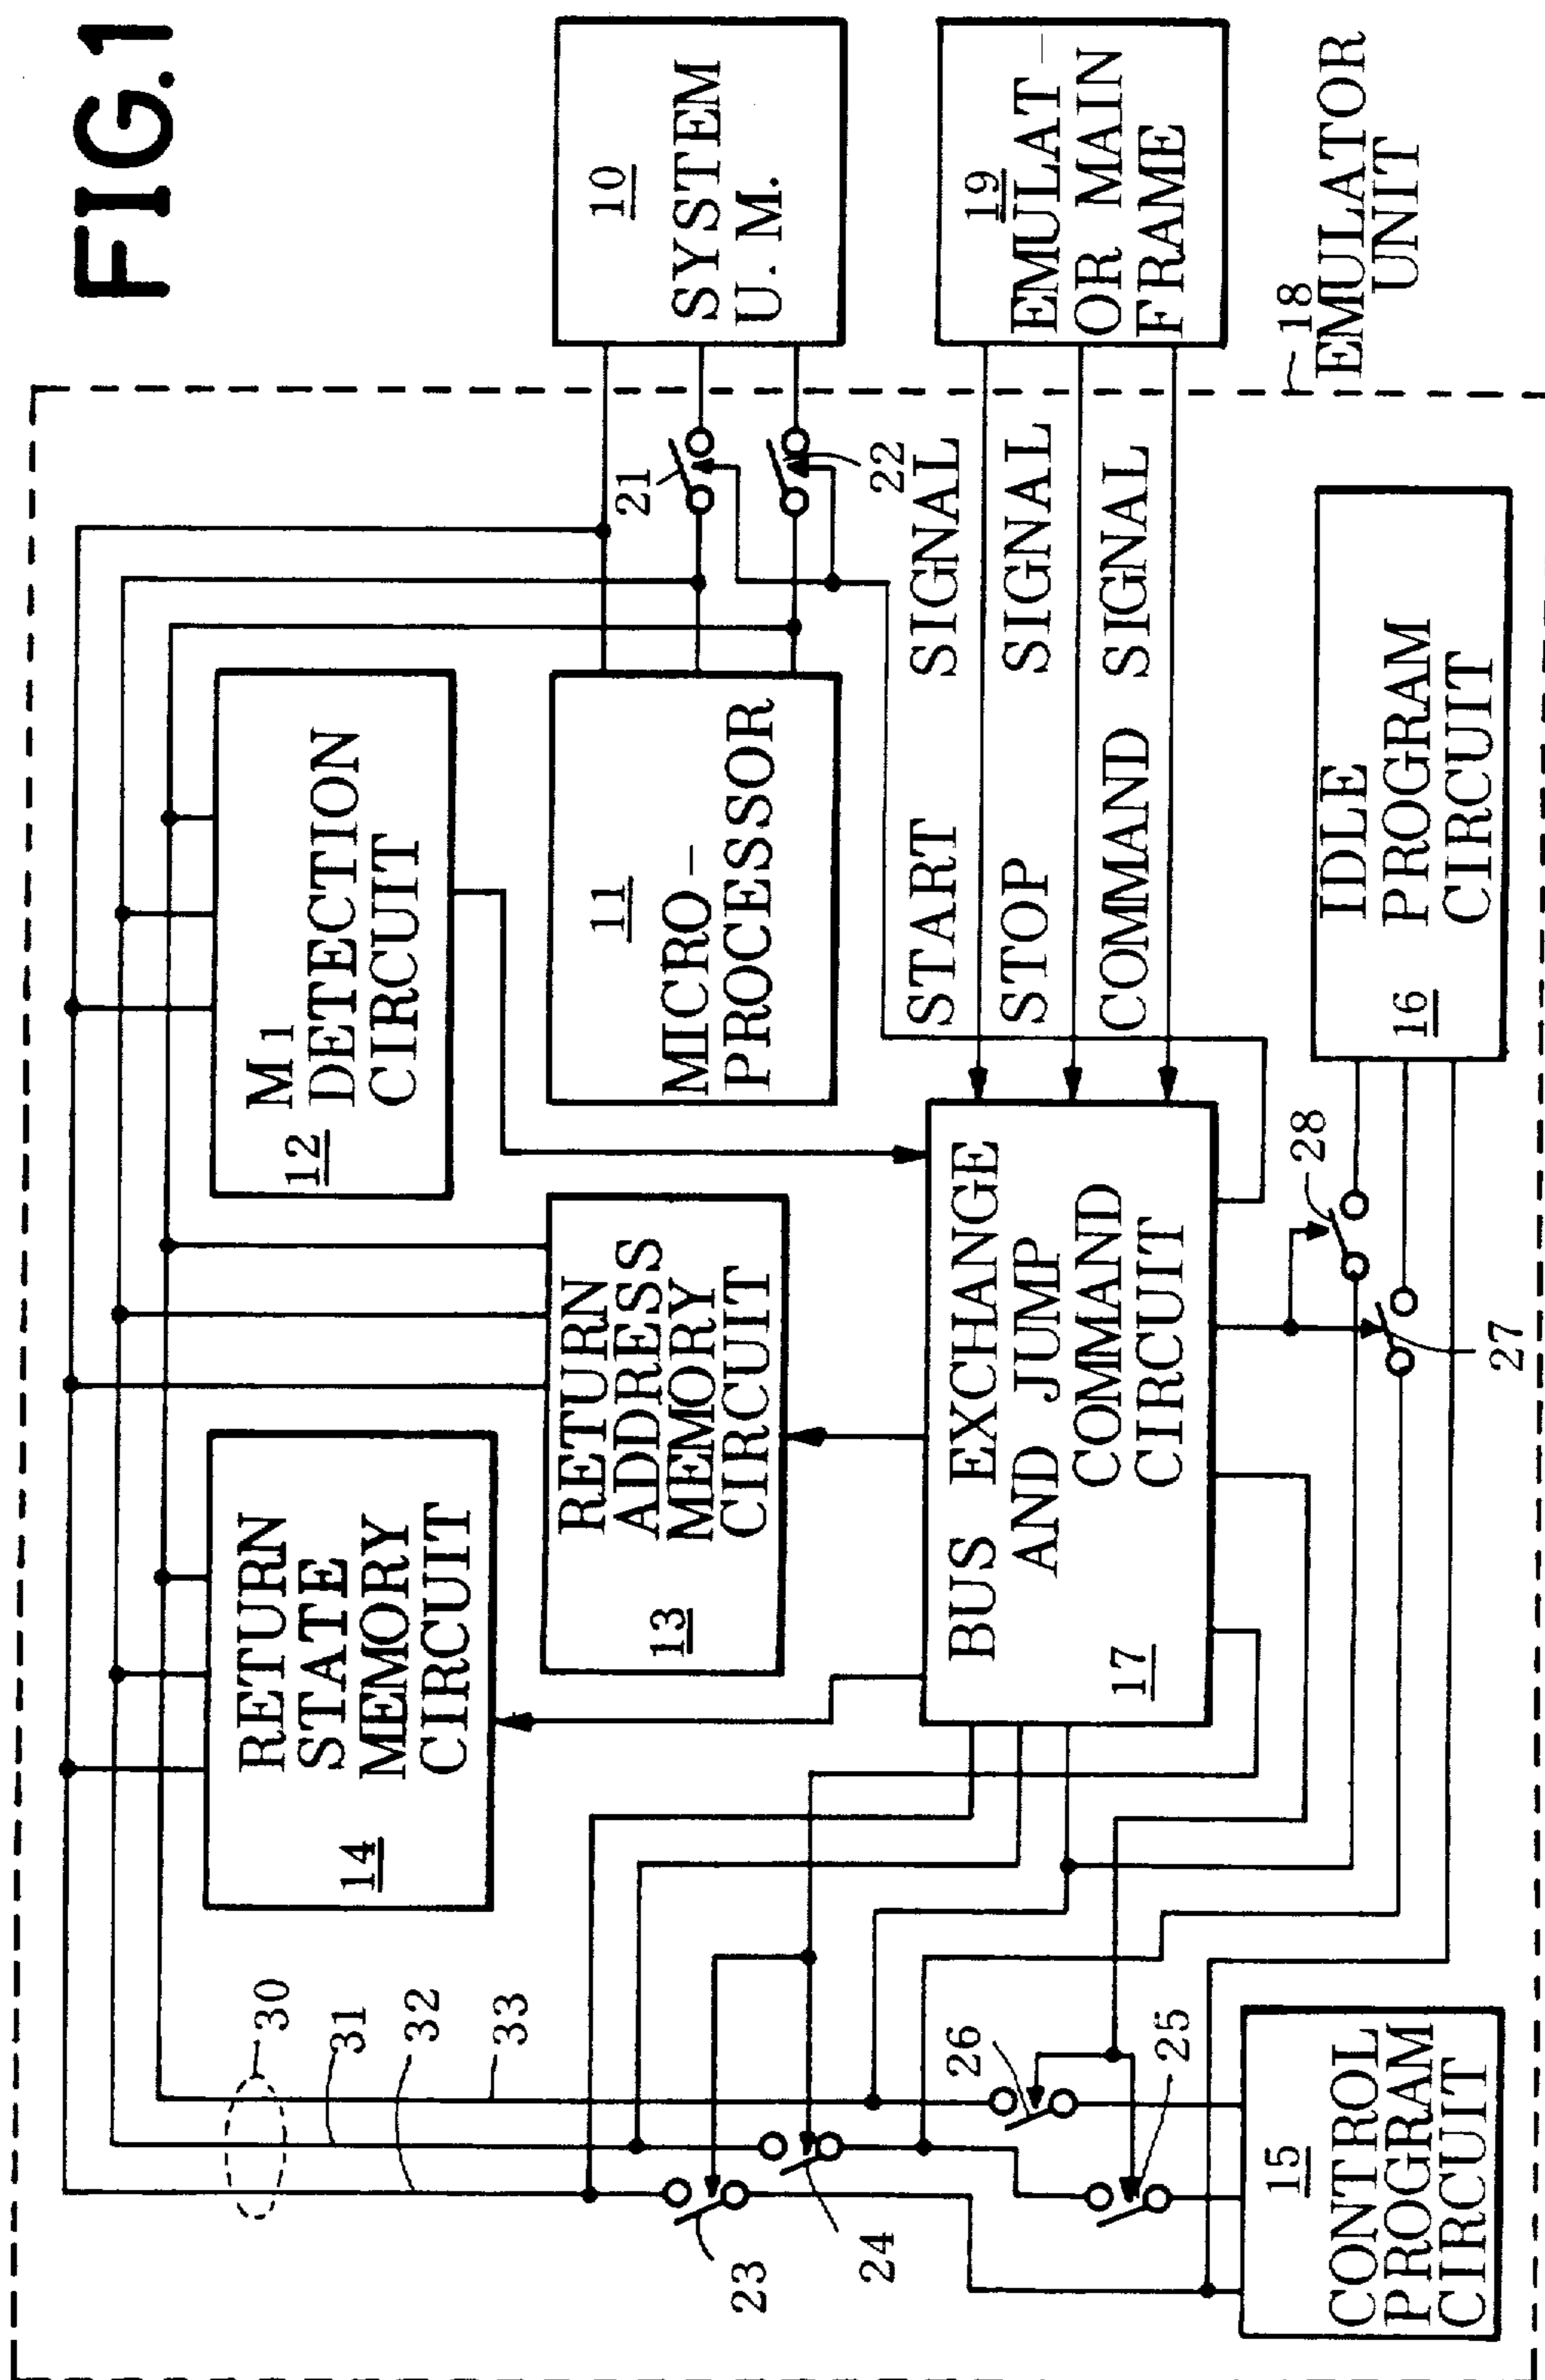 FIG.1
10
SYSTEM
U. M.
19
EMULAT-
OR MAIN
FRAME
18
EMULATOR
UNIT
21
22
M1
DETECTION
CIRCUIT
12
11
MICRO-
PROCESSOR
START SIGNAL
STOP SIGNAL
COMMAND SIGNAL
IDLE
PROGRAM
CIRCUIT
16
28
27
RETURN
ADDRESS
MEMORY
CIRCUIT
13
BUS EXCHANGE
AND JUMP
COMMAND
CIRCUIT
17
RETURN
STATE
MEMORY
CIRCUIT
14
30
31
32
33
26
25
23
24
15
CONTROL
PROGRAM
CIRCUIT